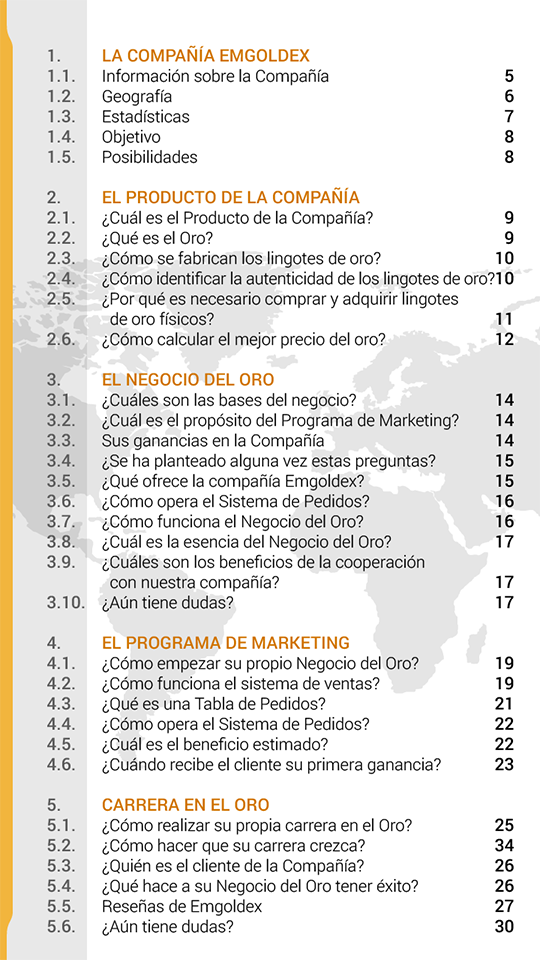 1. LA COMPAÑÍA EMGOLDEX
1.1. Información sobre la Compañía 5
1.2. Geografía 6
1.3. Estadísticas 7
1.4. Objetivo 8
1.5. Posibilidades 8
2. EL PRODUCTO DE LA COMPAÑÍA
2.1. ¿Cuál es el Producto de la Compañía? 9
2.2. ¿Qué es el Oro? 9
2.3. ¿Cómo se fabrican los lingotes de oro? 10
2.4. ¿Cómo identificar la autenticidad de los lingotes de oro? 10
2.5. ¿Por qué es necesario comprar y adquirir lingotes
de oro físicos? 11
2.6. ¿Cómo calcular el mejor precio del oro? 12
3. EL NEGOCIO DEL ORO
3.1. ¿Cuáles son las bases del negocio? 14
3.2. ¿Cuál es el propósito del Programa de Marketing? 14
3.3. Sus ganancias en la Compañía 14
3.4. ¿Se ha planteado alguna vez estas preguntas? 15
3.5. ¿Qué ofrece la compañía Emgoldex? 15
3.6. ¿Cómo opera el Sistema de Pedidos? 16
3.7. ¿Cómo funciona el Negocio del Oro? 16
3.8. ¿Cuál es la esencia del Negocio del Oro? 17
3.9. ¿Cuáles son los beneficios de la cooperación
con nuestra compañía? 17
3.10. ¿Aún tiene dudas? 17
4. EL PROGRAMA DE MARKETING
4.1. ¿Cómo empezar su propio Negocio del Oro? 19
4.2. ¿Cómo funciona el sistema de ventas? 19
4.3. ¿Qué es una Tabla de Pedidos? 21
4.4. ¿Cómo opera el Sistema de Pedidos? 22
4.5. ¿Cuál es el beneficio estimado? 22
4.6. ¿Cuándo recibe el cliente su primera ganancia? 23
5. CARRERA EN EL ORO
5.1. ¿Cómo realizar su propia carrera en el Oro? 25
5.2. ¿Cómo hacer que su carrera crezca? 34
5.3. ¿Quién es el cliente de la Compañía? 26
5.4. ¿Qué hace a su Negocio del Oro tener éxito? 26
5.5. Reseñas de Emgoldex 27
5.6. ¿Aún tiene dudas? 30